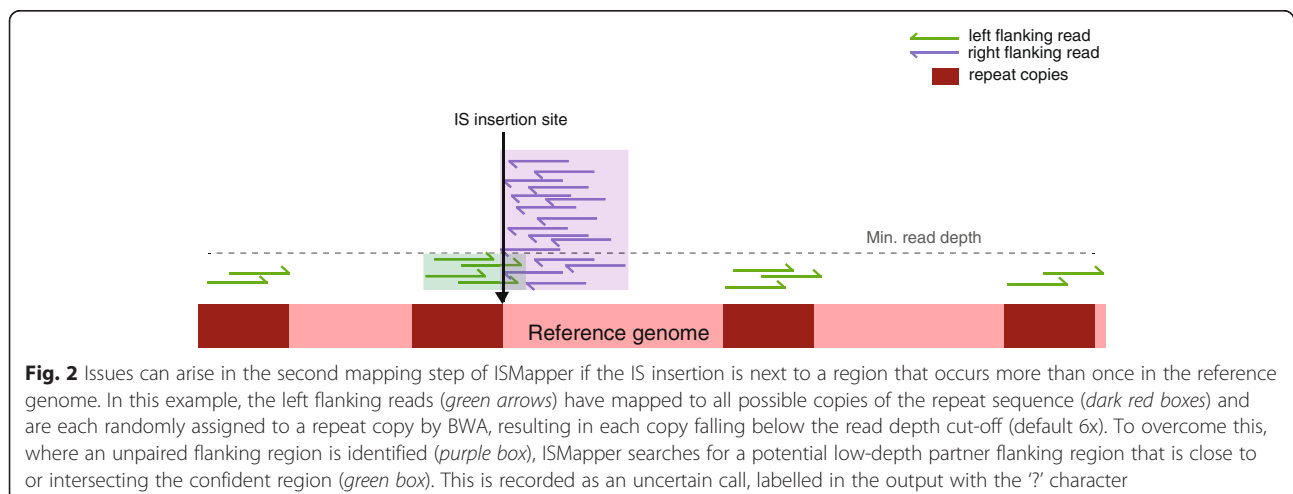 left flanking read
right flanking read
repeat copies
IS insertion site
Min. read depth
Reference genome
Fig. 2 Issues can arise in the second mapping step of ISMapper if the IS insertion is next to a region that occurs more than once in the reference
genome. In this example, the left flanking reads (green arrows) have mapped to all possible copies of the repeat sequence (dark red boxes) and
are each randomly assigned to a repeat copy by BWA, resulting in each copy falling below the read depth cut-off (default 6x). To overcome this,
where an unpaired flanking region is identified (purple box), ISMapper searches for a potential low-depth partner flanking region that is close to
or intersecting the confident region (green box). This is recorded as an uncertain call, labelled in the output with the ‘?’ character